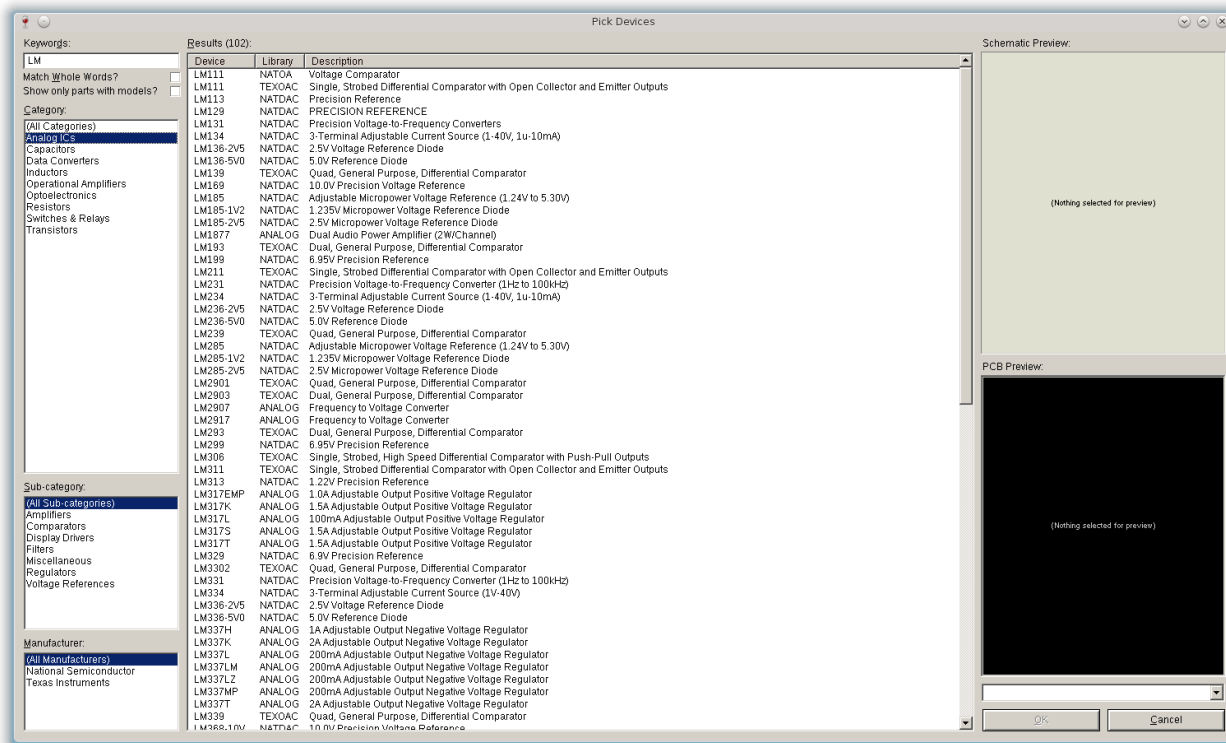 Pick Devices
Keywords:
LM
Match Whole Words?
Show only parts with models?
Category:
(All Categories)
Analog ICs
Capacitors
Data Converters
Inductors
Operational Amplifiers
Optoelectronics
Resistors
Switches & Relays
Transistors
Sub-category:
(All Sub-categories)
Amplifiers
Comparators
Display Drivers
Filters
Miscellaneous
Regulators
Voltage References
Manufacturer:
(All Manufacturers)
National Semiconductor
Texas Instruments
Results (102):
Device Library Description
LM111 NATOA Voltage Comparator
LM111 TEXOAC Single, Strobed Differential Comparator with Open Collector and Emitter Outputs
LM113 NATDAC Precision Reference
LM129 NATDAC PRECISION REFERENCE
LM131 NATDAC Precision Voltage-to-Frequency Converters
LM134 NATDAC 3-Terminal Adjustable Current Source (1-40V, 1u-10mA)
LM136-2V5 NATDAC 2.5V Voltage Reference Diode
LM136-5V0 NATDAC 5.0V Reference Diode
LM139 TEXOAC Quad, General Purpose, Differential Comparator
LM169 NATDAC 10.0V Precision Voltage Reference
LM185 NATDAC Adjustable Micropower Voltage Reference (1.24V to 5.30V)
LM185-1V2 NATDAC 1.235V Micropower Voltage Reference Diode
LM185-2V5 NATDAC 2.5V Micropower Voltage Reference Diode
LM1877 ANALOG Dual Audio Power Amplifier (2W/Channel)
LM193 TEXOAC Dual, General Purpose, Differential Comparator
LM199 NATDAC 6.95V Precision Reference
LM211 TEXOAC Single, Strobed Differential Comparator with Open Collector and Emitter Outputs
LM231 NATDAC Precision Voltage-to-Frequency Converter (1Hz to 100kHz)
LM234 NATDAC 3-Terminal Adjustable Current Source (1-40V, 1u-10mA)
LM236-2V5 NATDAC 2.5V Voltage Reference Diode
LM236-5V0 NATDAC 5.0V Reference Diode
LM239 TEXOAC Quad, General Purpose, Differential Comparator
LM285 NATDAC Adjustable Micropower Voltage Reference (1.24V to 5.30V)
LM285-1V2 NATDAC 1.235V Micropower Voltage Reference Diode
LM285-2V5 NATDAC 2.5V Micropower Voltage Reference Diode
LM2901 TEXOAC Quad, General Purpose, Differential Comparator
LM2903 TEXOAC Dual, General Purpose, Differential Comparator
LM2907 ANALOG Frequency to Voltage Converter
LM2917 ANALOG Frequency to Voltage Converter
LM293 TEXOAC Dual, General Purpose, Differential Comparator
LM299 NATDAC 6.95V Precision Reference
LM306 TEXOAC Single, Strobed, High Speed Differential Comparator with Push-Pull Outputs
LM311 TEXOAC Single, Strobed Differential Comparator with Open Collector and Emitter Outputs
LM313 NATDAC 1.22V Precision Reference
LM317EMP ANALOG 1.0A Adjustable Output Positive Voltage Regulator
LM317K ANALOG 1.5A Adjustable Output Positive Voltage Regulator
LM317L ANALOG 100mA Adjustable Output Positive Voltage Regulator
LM317S ANALOG 1.5A Adjustable Output Positive Voltage Regulator
LM317T ANALOG 1.5A Adjustable Output Positive Voltage Regulator
LM329 NATDAC 6.9V Precision Reference
LM3302 TEXOAC Quad, General Purpose, Differential Comparator
LM331 NATDAC Precision Voltage-to-Frequency Converter (1Hz to 100kHz)
LM334 NATDAC 3-Terminal Adjustable Current Source (1V-40V)
LM336-2V5 NATDAC 2.5V Voltage Reference Diode
LM336-5V0 NATDAC 5.0V Reference Diode
LM337H ANALOG 1A Adjustable Output Negative Voltage Regulator
LM337K ANALOG 2A Adjustable Output Negative Voltage Regulator
LM337L ANALOG 200mA Adjustable Output Negative Voltage Regulator
LM337LM ANALOG 200mA Adjustable Output Negative Voltage Regulator
LM337LZ ANALOG 200mA Adjustable Output Negative Voltage Regulator
LM337MP ANALOG 200mA Adjustable Output Negative Voltage Regulator
LM337T ANALOG 2A Adjustable Output Negative Voltage Regulator
LM339 TEXOAC Quad, General Purpose, Differential Comparator
LM368-10V NATDAC 10.0V Precision Voltage Reference
Schematic Preview:
(Nothing selected for preview)
PCB Preview:
(Nothing selected for preview)
OK
Cancel